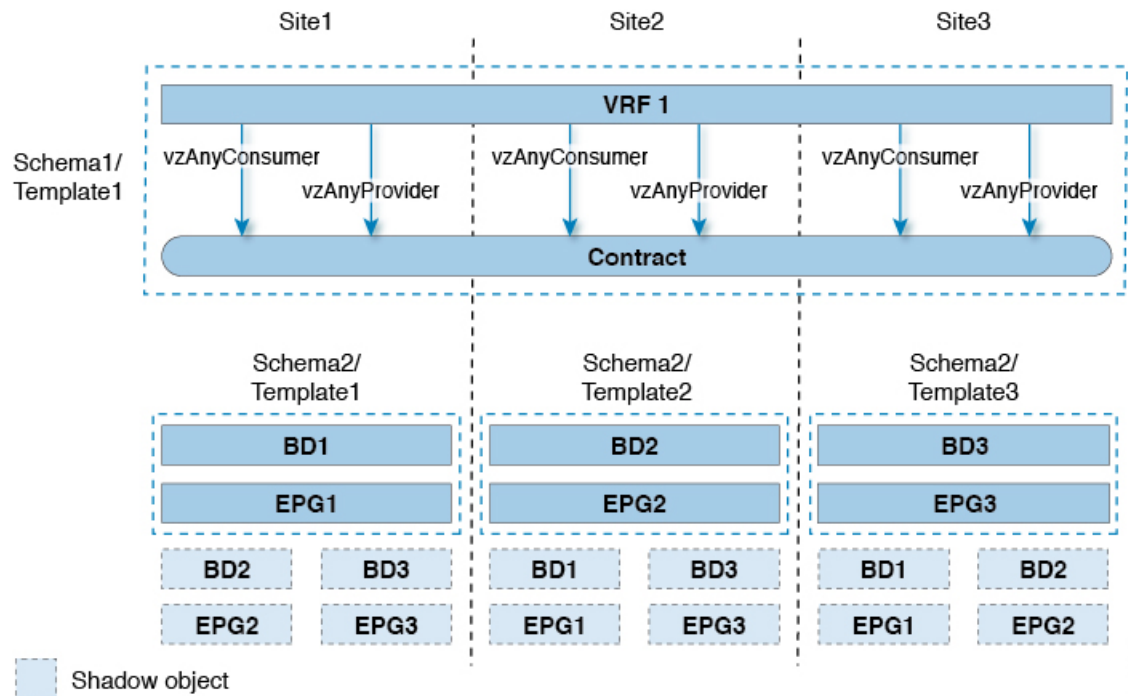 Site1
Site2
Site3
VRF 1
Schema1/
Template1
vzAnyConsumer
vzAnyProvider
vzAnyConsumer
vzAnyProvider
vzAnyConsumer
vzAnyProvider
Contract
Schema2/
Template1
Schema2/
Template2
Schema2/
Template3
BD1
BD2
BD3
EPG1
EPG2
EPG3
BD2
BD3
BD1
BD3
BD1
BD2
EPG2
EPG3
EPG1
EPG3
EPG1
EPG2
Shadow object